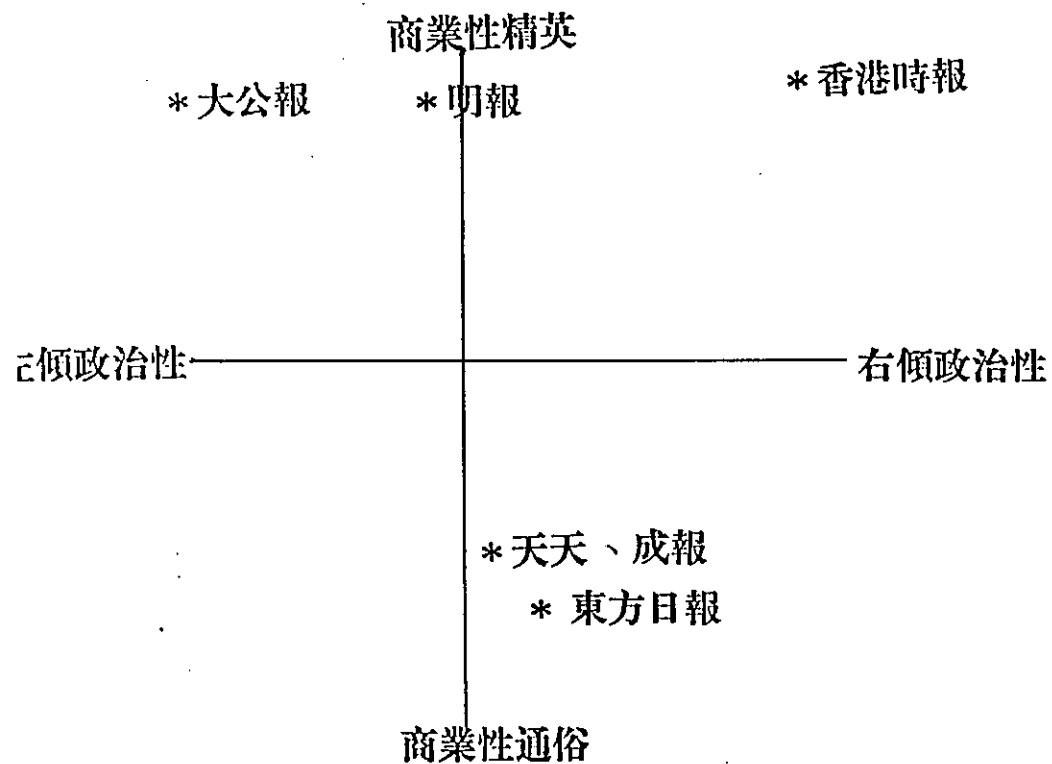 商業性精英
*香港時報
*大公報 *明報
左傾政治性 右傾政治性
*天天、成報
* 東方日報
商業性通俗